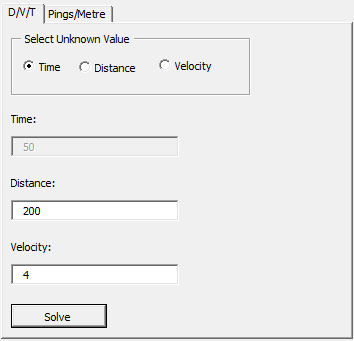 D/V/T Pings/Metre
Select Unknown Value
Time Distance Velocity
Time:
50
Distance:
200
Velocity:
4
Solve